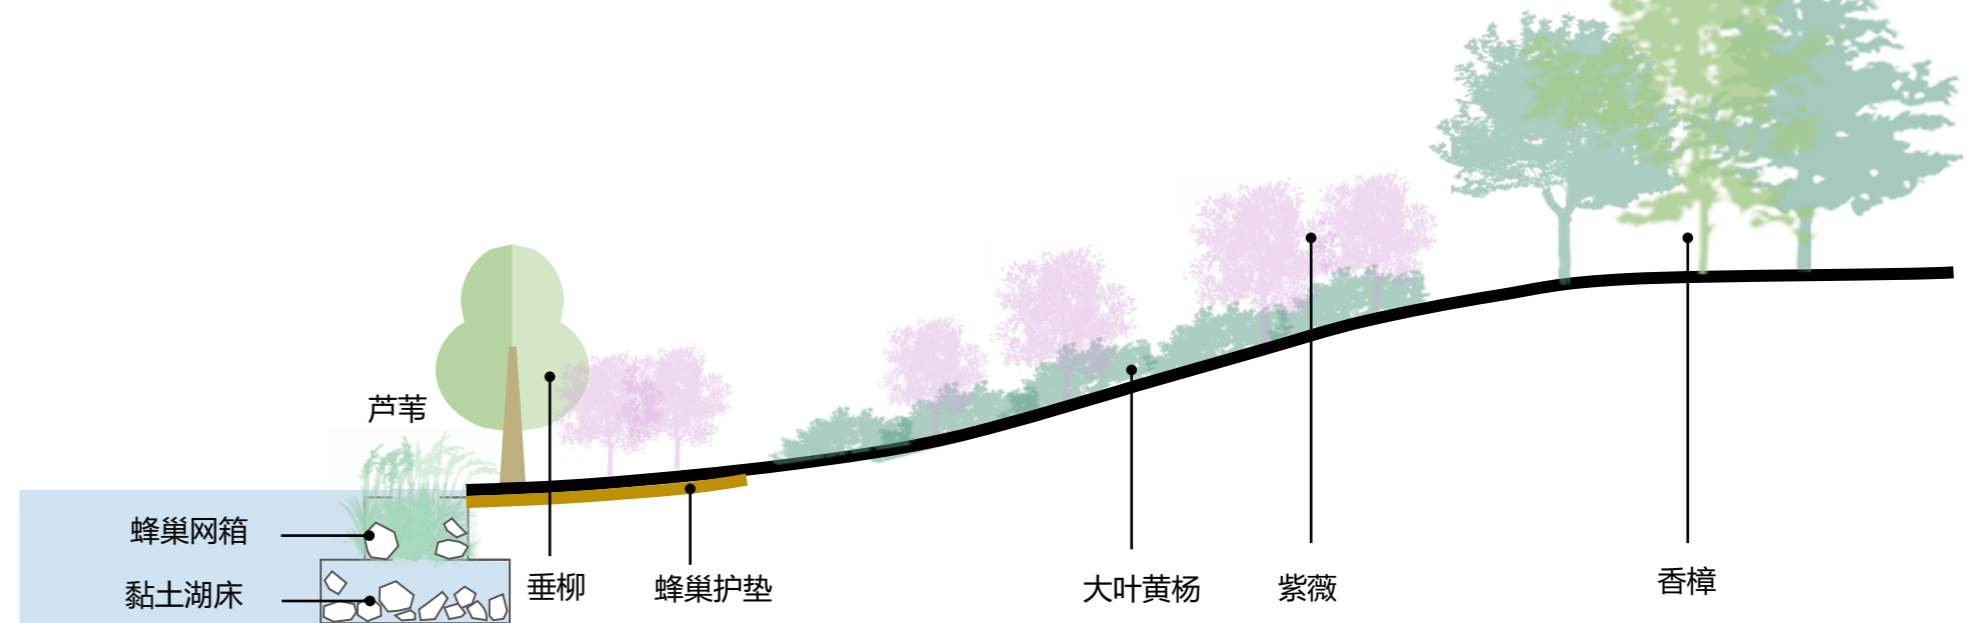 芦苇
蜂巢网箱
黏土湖床
垂柳
蜂巢护垫
大叶黄杨
紫薇
香樟